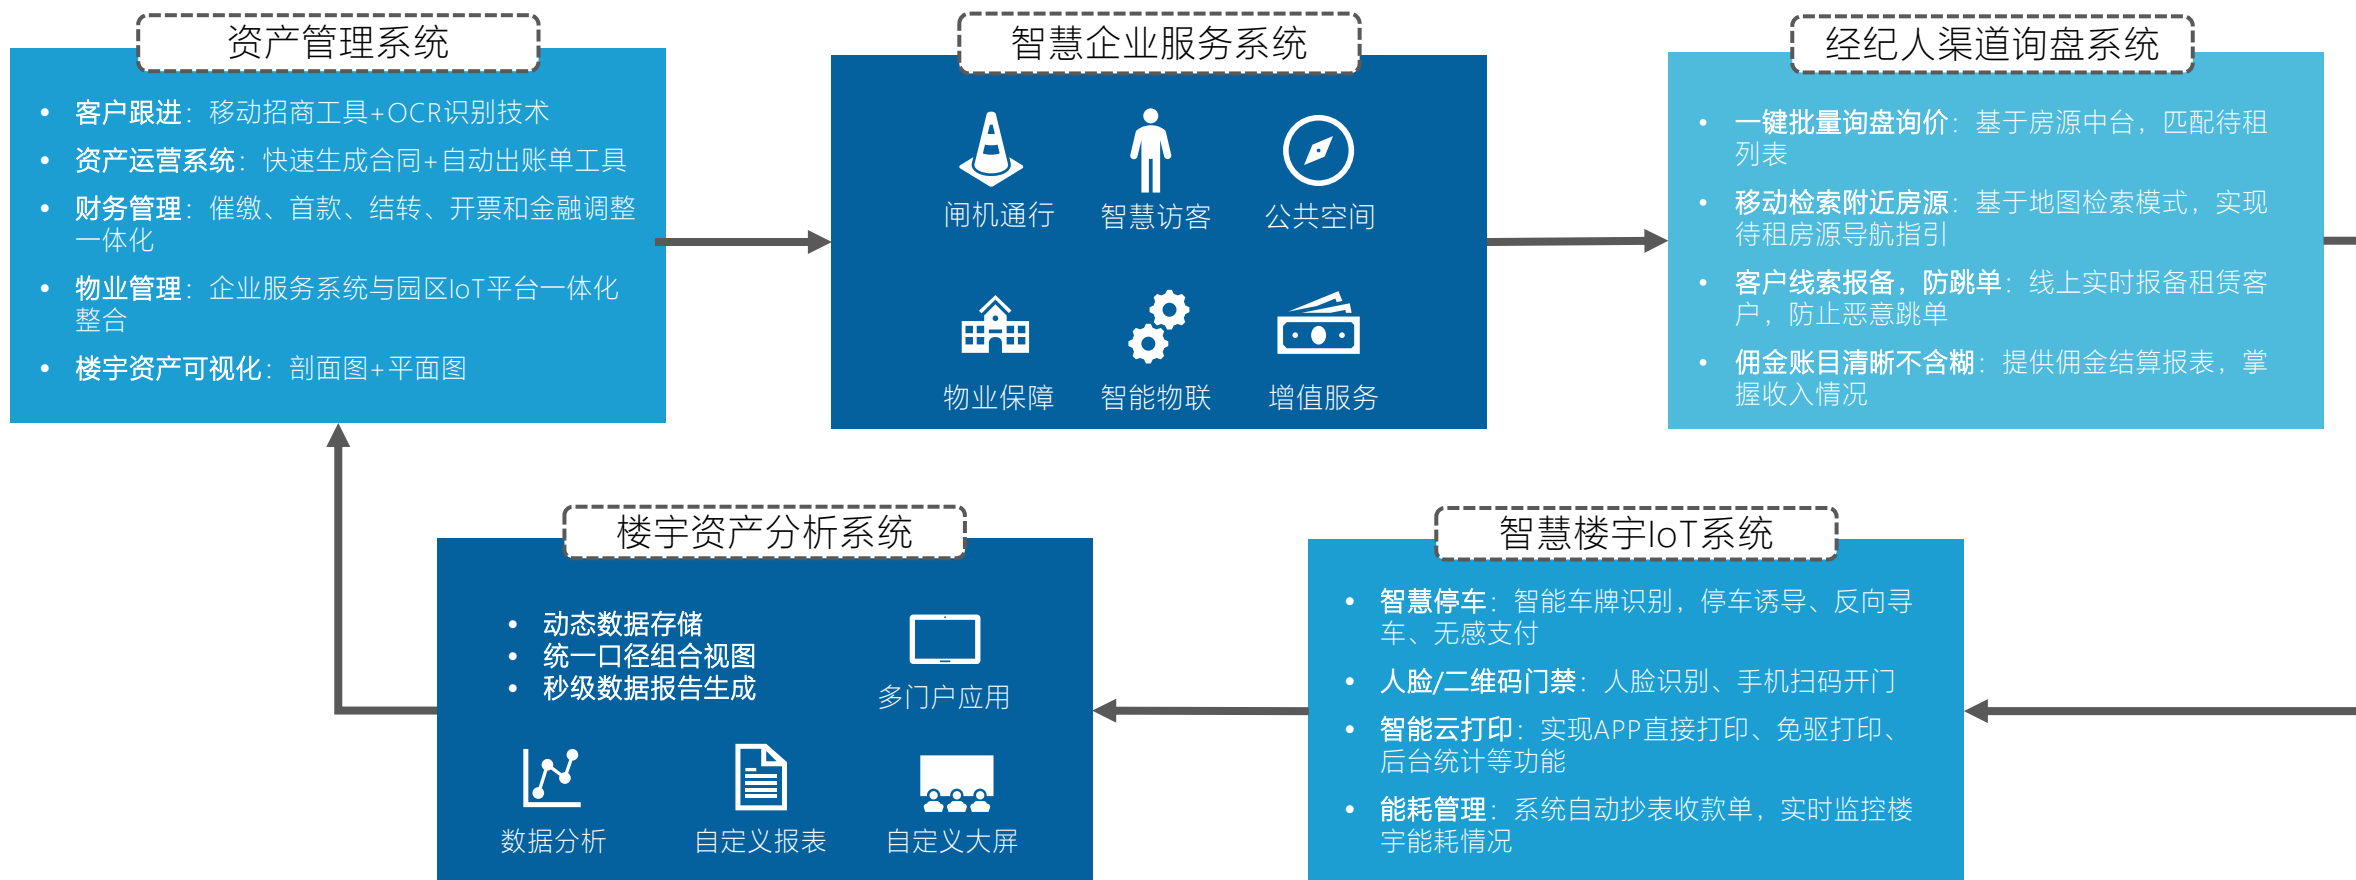 资产管理系统
• 客户跟进：移动招商工具+OCR识别技术
• 资产运营系统：快速生成合同+自动出账单工具
• 财务管理：催缴、首款、结转、开票和金融调整
一体化
• 物业管理：企业服务系统与园区IoT平台一体化
整合
• 楼宇资产可视化：剖面图+平面图
智慧企业服务系统
闸机通行
智慧访客
公共空间
物业保障
智能物联
增值服务
经纪人渠道询盘系统
• 一键批量询盘询价：基于房源中台，匹配待租
列表
• 移动检索附近房源：基于地图检索模式，实现
待租房源导航指引
• 客户线索报备，防跳单：线上实时报备租赁客
户，防止恶意跳单
• 佣金账目清晰不含糊：提供佣金结算报表，掌
握收入情况
楼宇资产分析系统
• 动态数据存储
• 统一口径组合视图
• 秒级数据报告生成
多门户应用
数据分析
自定义报表
自定义大屏
智慧楼宇IoT系统
• 智慧停车：智能车牌识别，停车诱导、反向寻
车、无感支付
• 人脸/二维码门禁：人脸识别、手机扫码开门
• 智能云打印：实现APP直接打印、免驱打印、
后台统计等功能
• 能耗管理：系统自动抄表收款单，实时监控楼
宇能耗情况